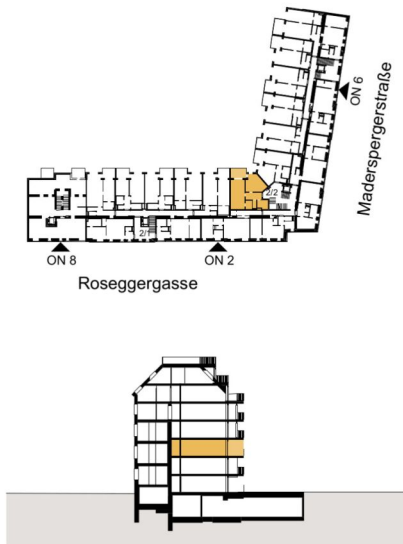 ON 6
Maderspergerstraße
2/2
2/1
ON 8
ON 2
Roseggergasse